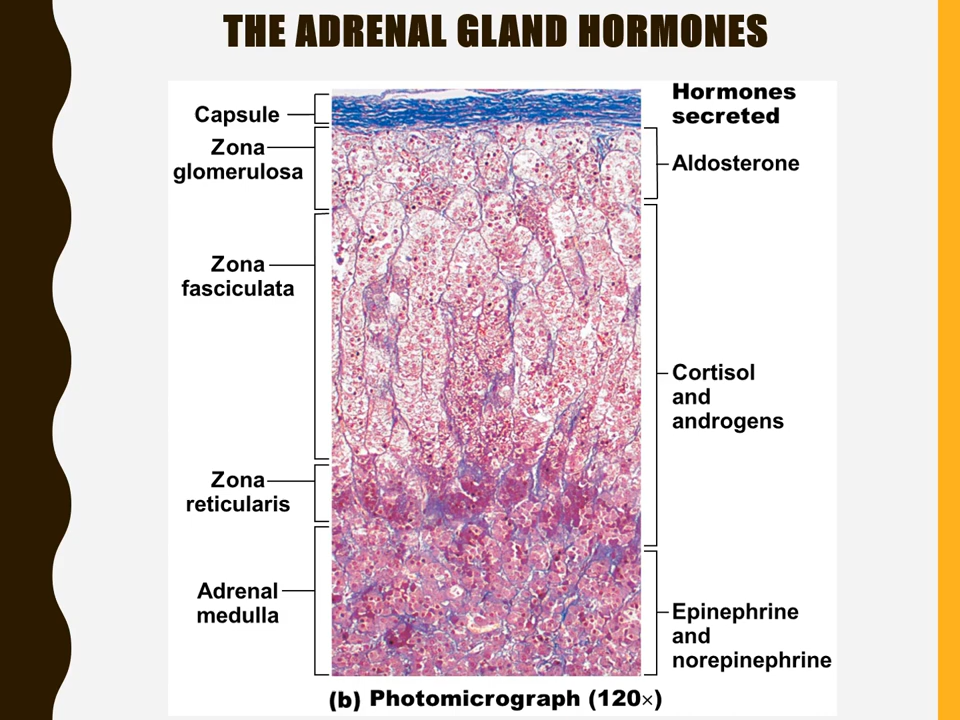 THE ADRENAL GLAND HORMONES
Hormones
secreted
Capsule
Zona
glomerulosa
Aldosterone
Zona
fasciculata
Cortisol
and
androgens
Zona
reticularis
Adrenal
medulla
Epinephrine
and
norepinephrine
(b) Photomicrograph (120×)